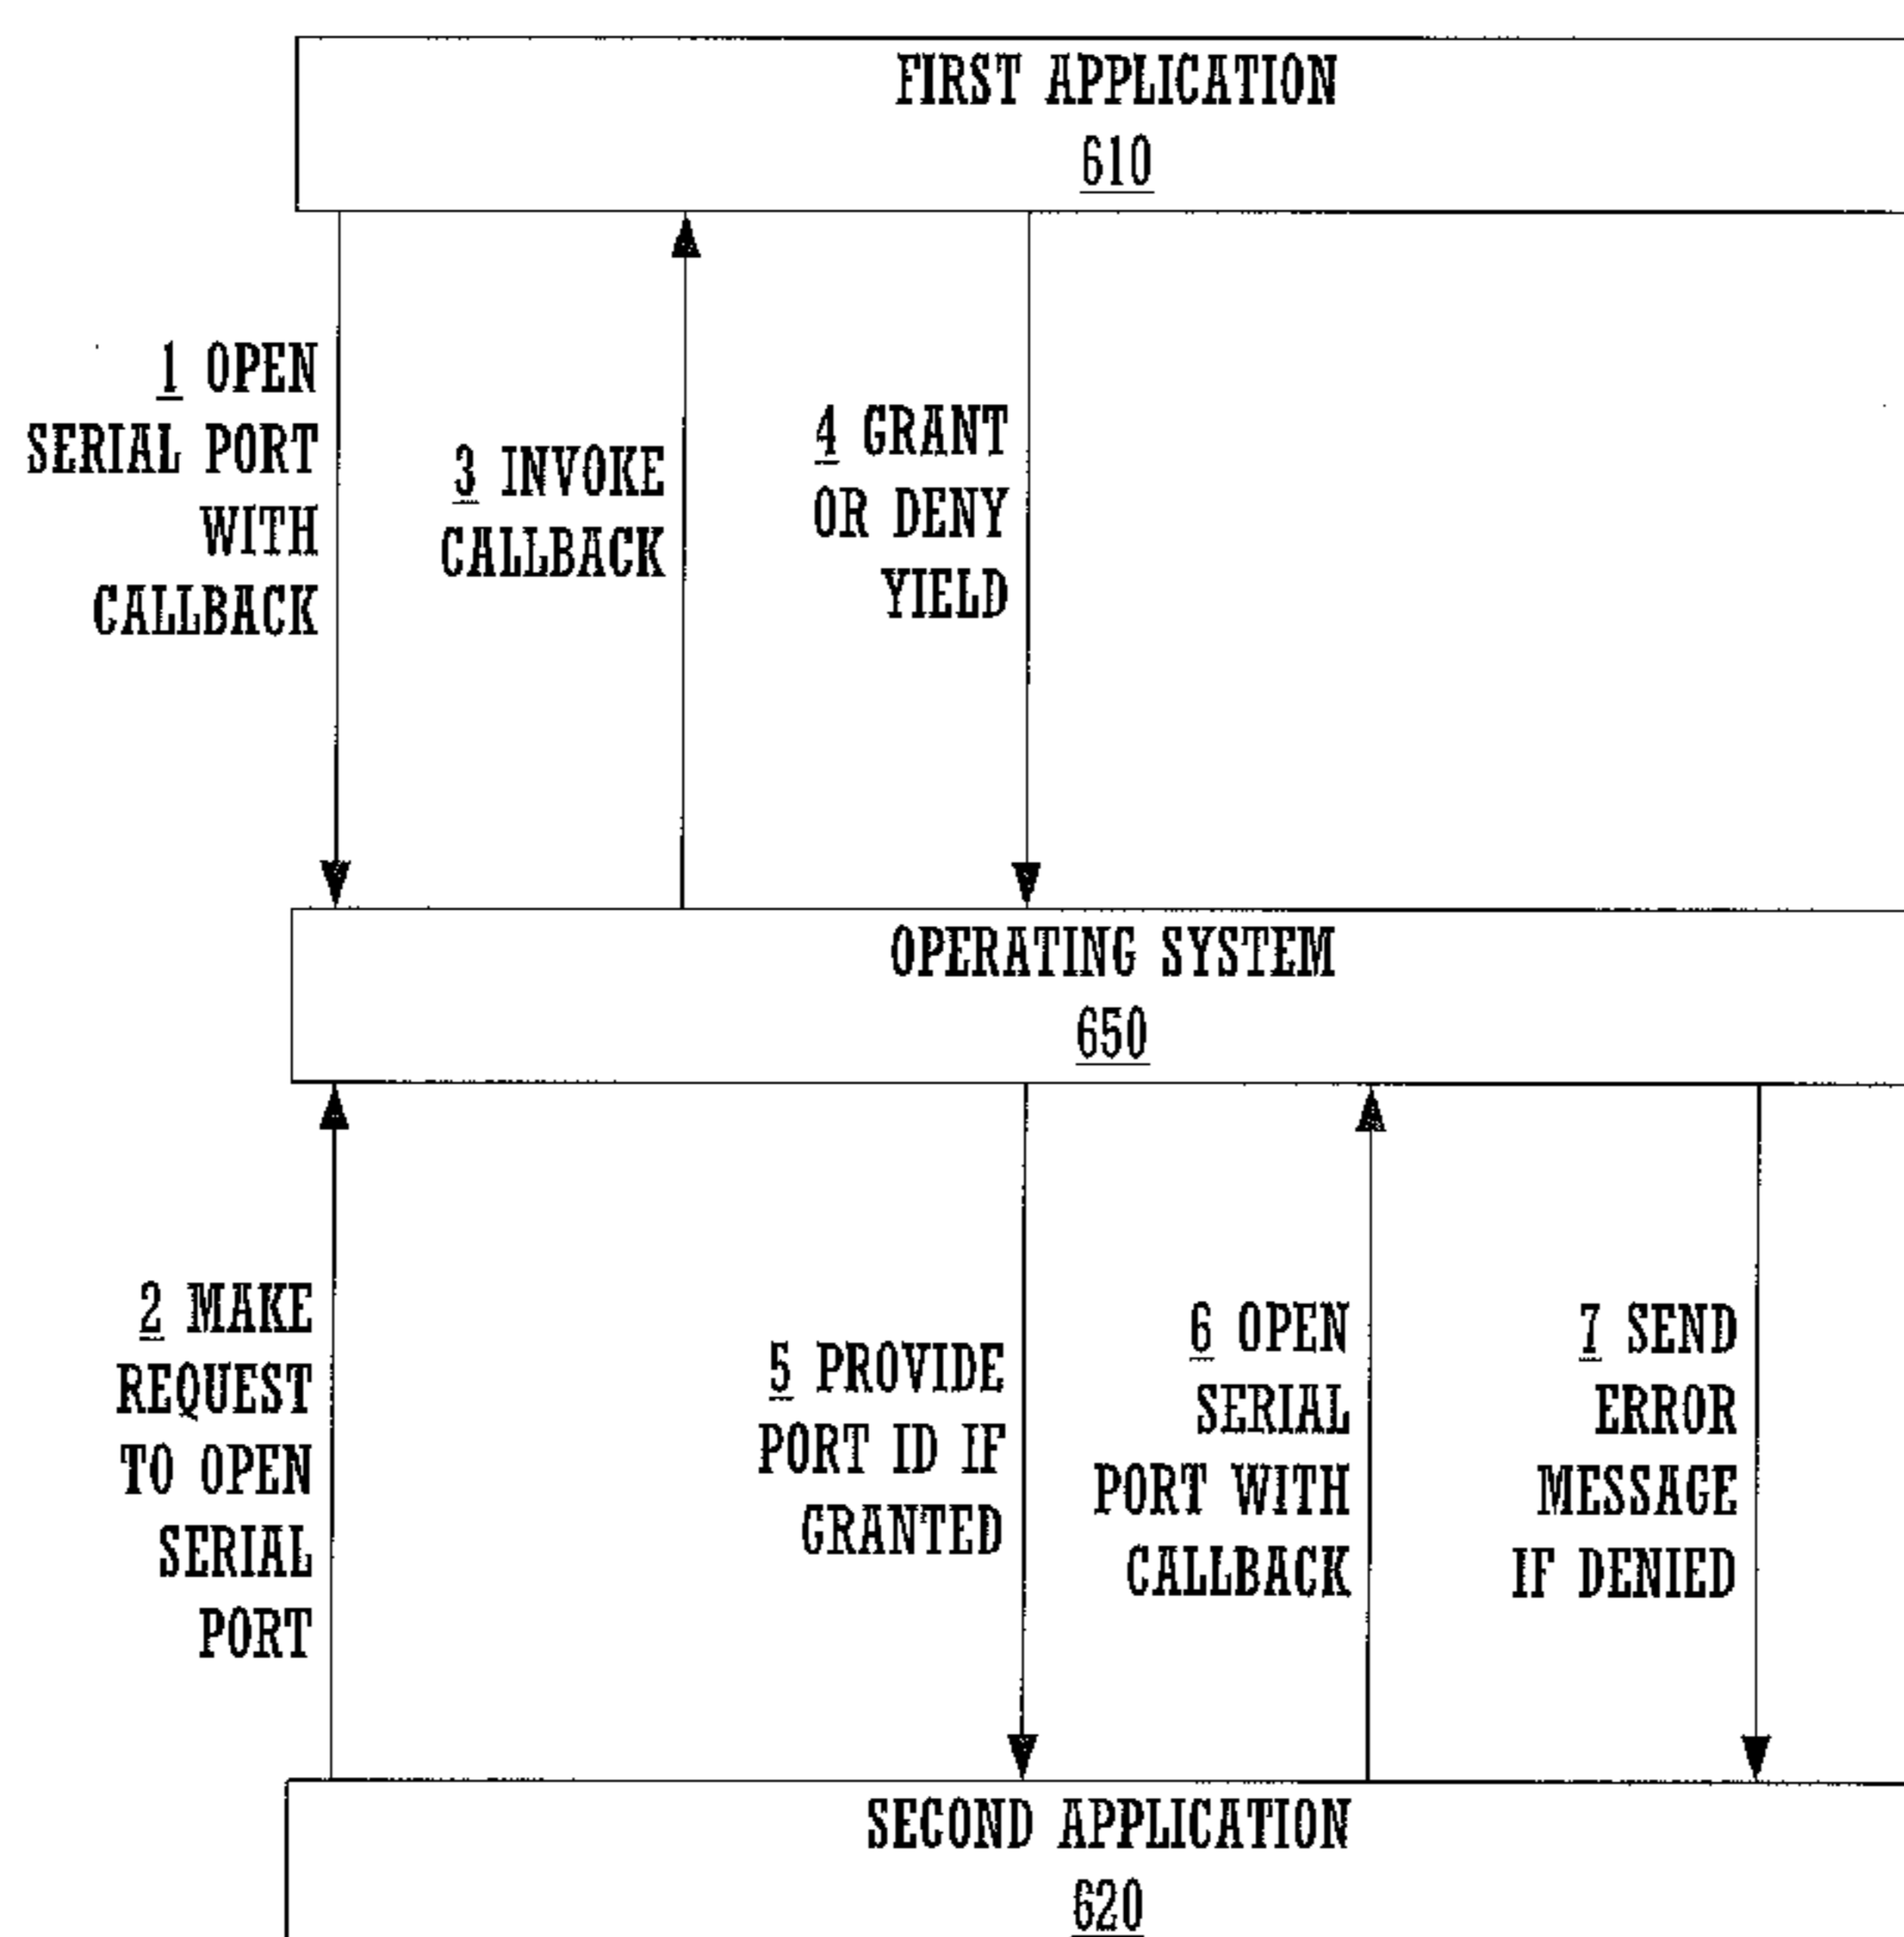 FIRST APPLICATION
610
1 OPEN
SERIAL PORT
WITH
CALLBACK
3 INVOKE
CALLBACK
4 GRANT
OR DENY
YIELD
OPERATING SYSTEM
650
2 MAKE
REQUEST
TO OPEN
SERIAL
PORT
5 PROVIDE
PORT ID IF
GRANTED
6 OPEN
SERIAL
PORT WITH
CALLBACK
7 SEND
ERROR
MESSAGE
IF DENIED
SECOND APPLICATION
620